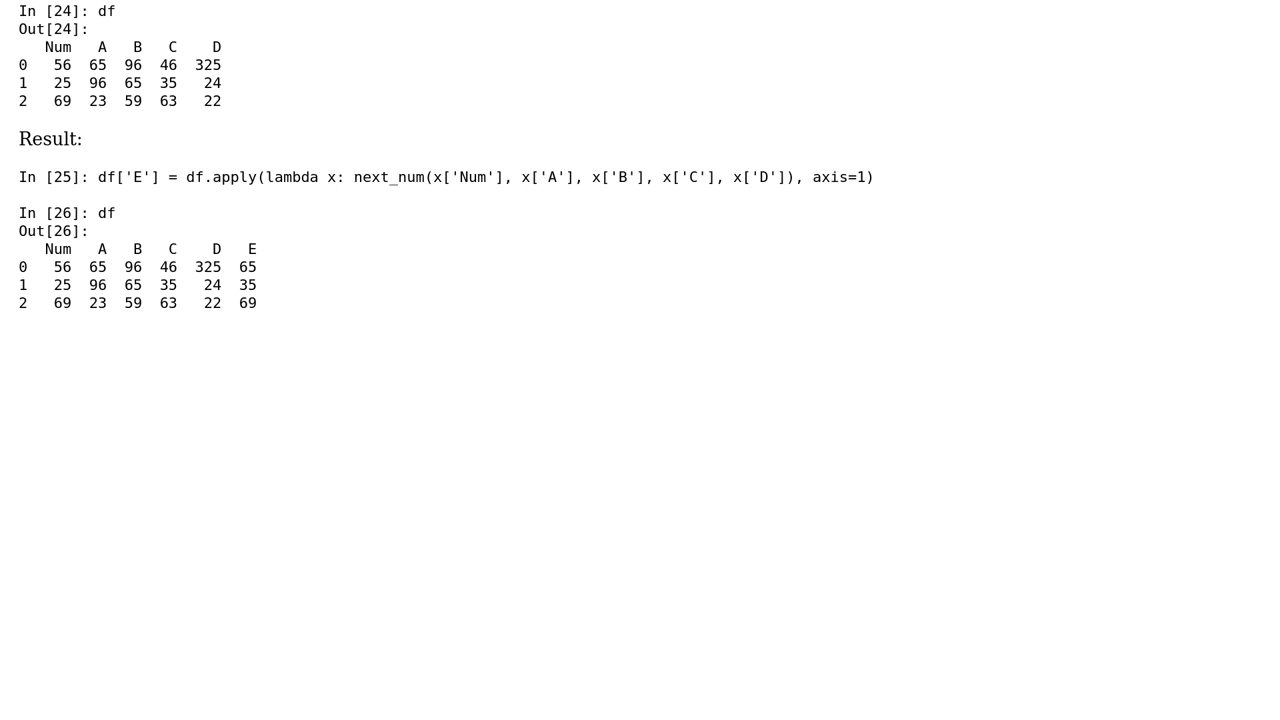 In [24]: df
Out[24]:
   Num   A   B   C    D
0   56  65  96  46  325
1   25  96  65  35   24
2   69  23  59  63   22
Result:
In [25]: df['E'] = df.apply(lambda x: next_num(x['Num'], x['A'], x['B'], x['C'], x['D']), axis=1)
In [26]: df
Out[26]:
   Num   A   B   C    D   E
0   56  65  96  46  325  65
1   25  96  65  35   24  35
2   69  23  59  63   22  69